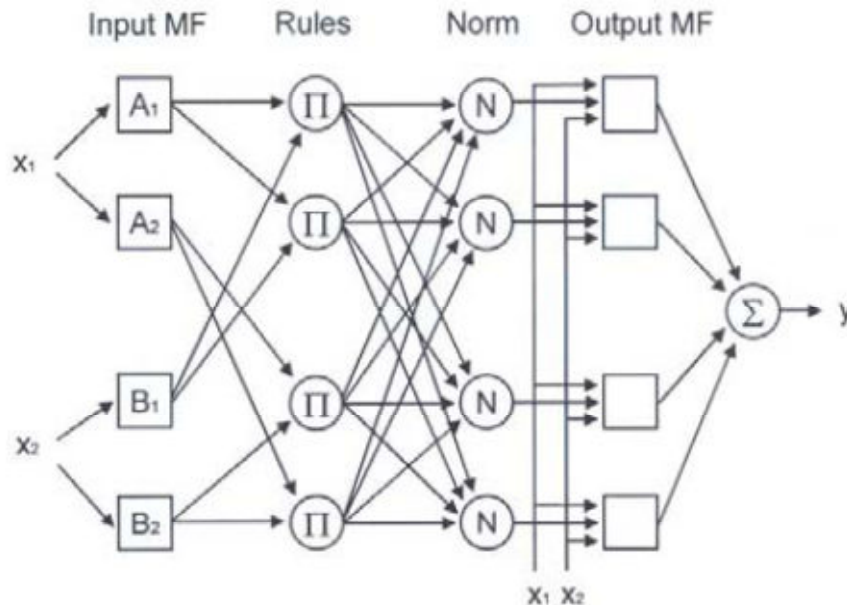 Input MF Rules Norm Output MF
A₁ Π N
x₁
A₂ Π N
Σ y
B₁ Π N
x₂
B₂ Π N
x₁ x₂